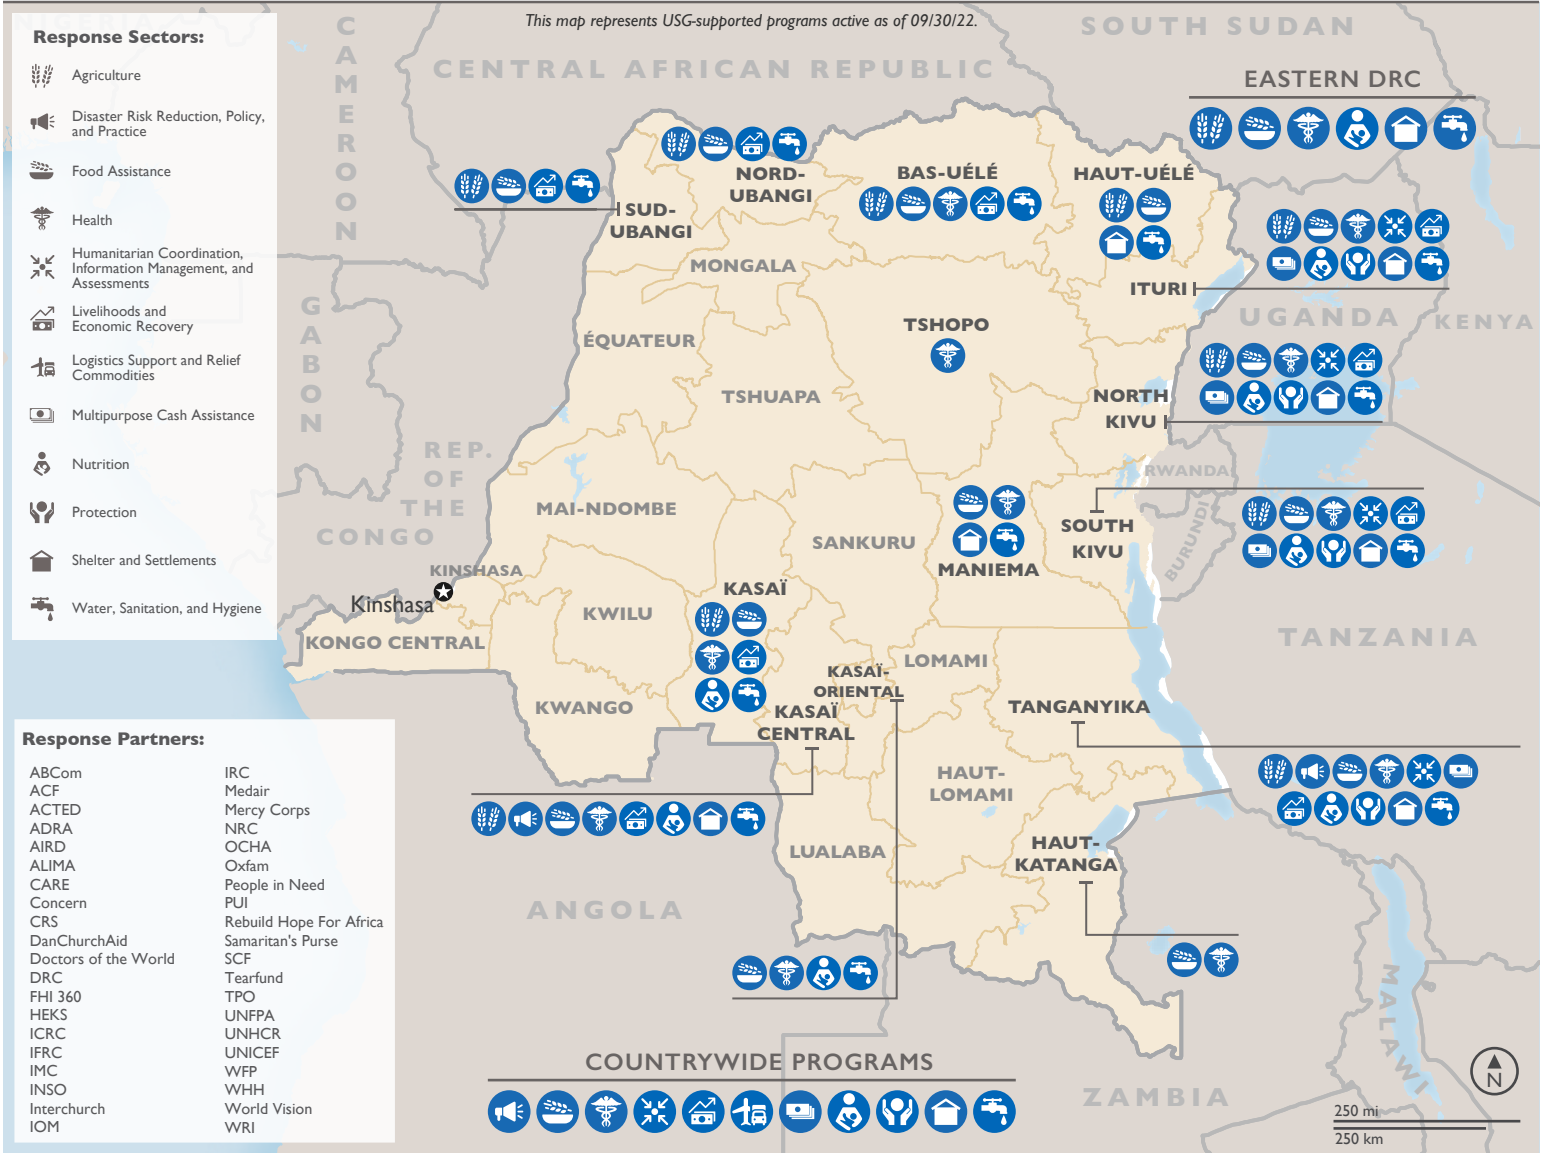 This map represents USG-supported programs active as of 09/30/22.
NIGERIA
CAMEROON
CENTRAL AFRICAN REPUBLIC
SOUTH SUDAN
Response Sectors:
Agriculture
Disaster Risk Reduction, Policy,
and Practice
Food Assistance
Health
Humanitarian Coordination,
Information Management, and
Assessments
Livelihoods and
Economic Recovery
Logistics Support and Relief
Commodities
Multipurpose Cash Assistance
Nutrition
Protection
Shelter and Settlements
Water, Sanitation, and Hygiene
EASTERN DRC
NORD-
UBANGI
BAS-UÉLÉ
HAUT-UÉLÉ
SUD-
UBANGI
MONGALA
ITURI
GABON
ÉQUATEUR
TSHOPO
UGANDA
KENYA
TSHUAPA
NORTH
KIVU
REP.
OF
THE
CONGO
RWANDA
MAI-NDOMBE
SANKURU
MANIEMA
SOUTH
KIVU
BURUNDI
KINSHASA
Kinshasa
KASAÏ
KWILU
KONGO CENTRAL
TANZANIA
LOMAMI
KASAÏ-
ORIENTAL
KWANGO
KASAÏ
CENTRAL
TANGANYIKA
HAUT-
LOMAMI
LUALABA
HAUT-
KATANGA
ANGOLA
MALAWI
ZAMBIA
Response Partners:
ABCom
ACF
ACTED
ADRA
AIRD
ALIMA
CARE
Concern
CRS
DanChurchAid
Doctors of the World
DRC
FHI 360
HEKS
ICRC
IFRC
IMC
INSO
Interchurch
IOM
IRC
Medair
Mercy Corps
NRC
OCHA
Oxfam
People in Need
PUI
Rebuild Hope For Africa
Samaritan's Purse
SCF
Tearfund
TPO
UNFPA
UNHCR
UNICEF
WFP
WHH
World Vision
WRI
COUNTRYWIDE PROGRAMS
N
250 mi
250 km